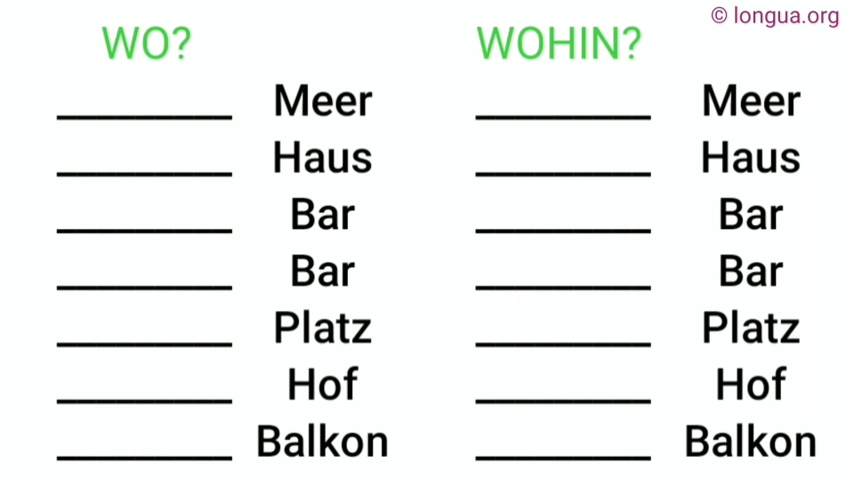 © longua.org
WO? WOHIN?
_________ Meer _________ Meer
_________ Haus _________ Haus
_________ Bar _________ Bar
_________ Bar _________ Bar
_________ Platz _________ Platz
_________ Hof _________ Hof
_________ Balkon _________ Balkon